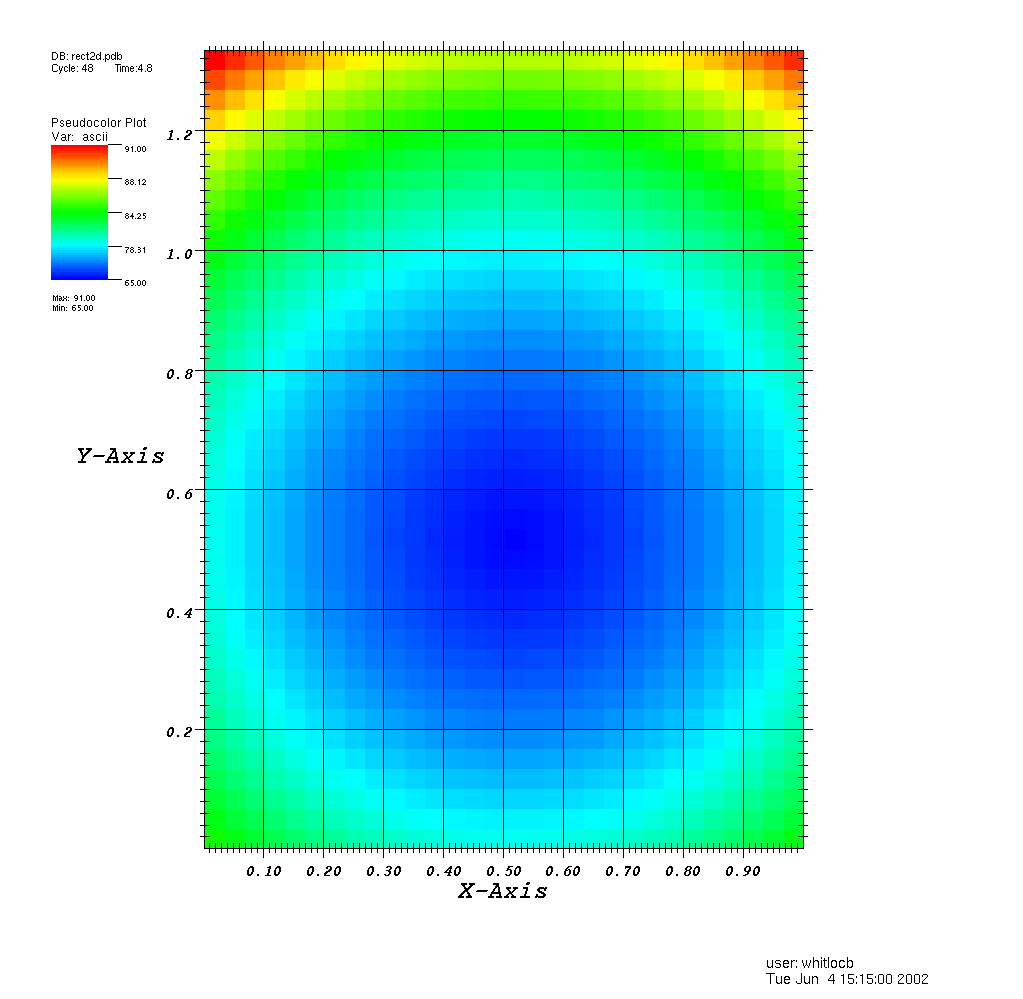 DB: rect2d.pdb
Cycle: 48 Time:4.8
Pseudocolor Plot
Var: ascii
91.00
88.12
84.25
78.31
65.00
Max: 91.00
Min: 65.00
1.2
1.0
0.8
Y-Axis
0.6
0.4
0.2
0.10 0.20 0.30 0.40 0.50 0.60 0.70 0.80 0.90
X-Axis
user: whitlocb
Tue Jun 4 15:15:00 2002